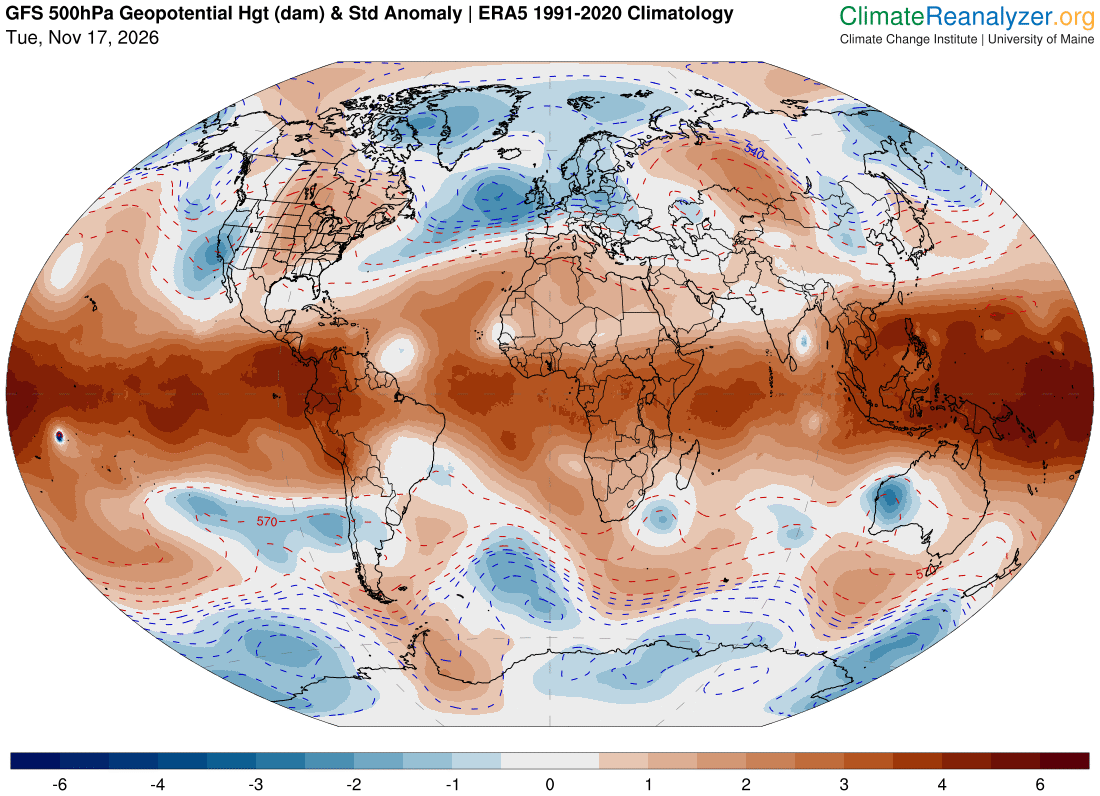 GFS 500hPa Geopotential Hgt (dam) & Std Anomaly | ERA5 1991-2020 Climatology
Tue, Nov 17, 2026
ClimateReanalyzer.org
Climate Change Institute | University of Maine
540
570
570
-6 -4 -3 -2 -1 0 1 2 3 4 6